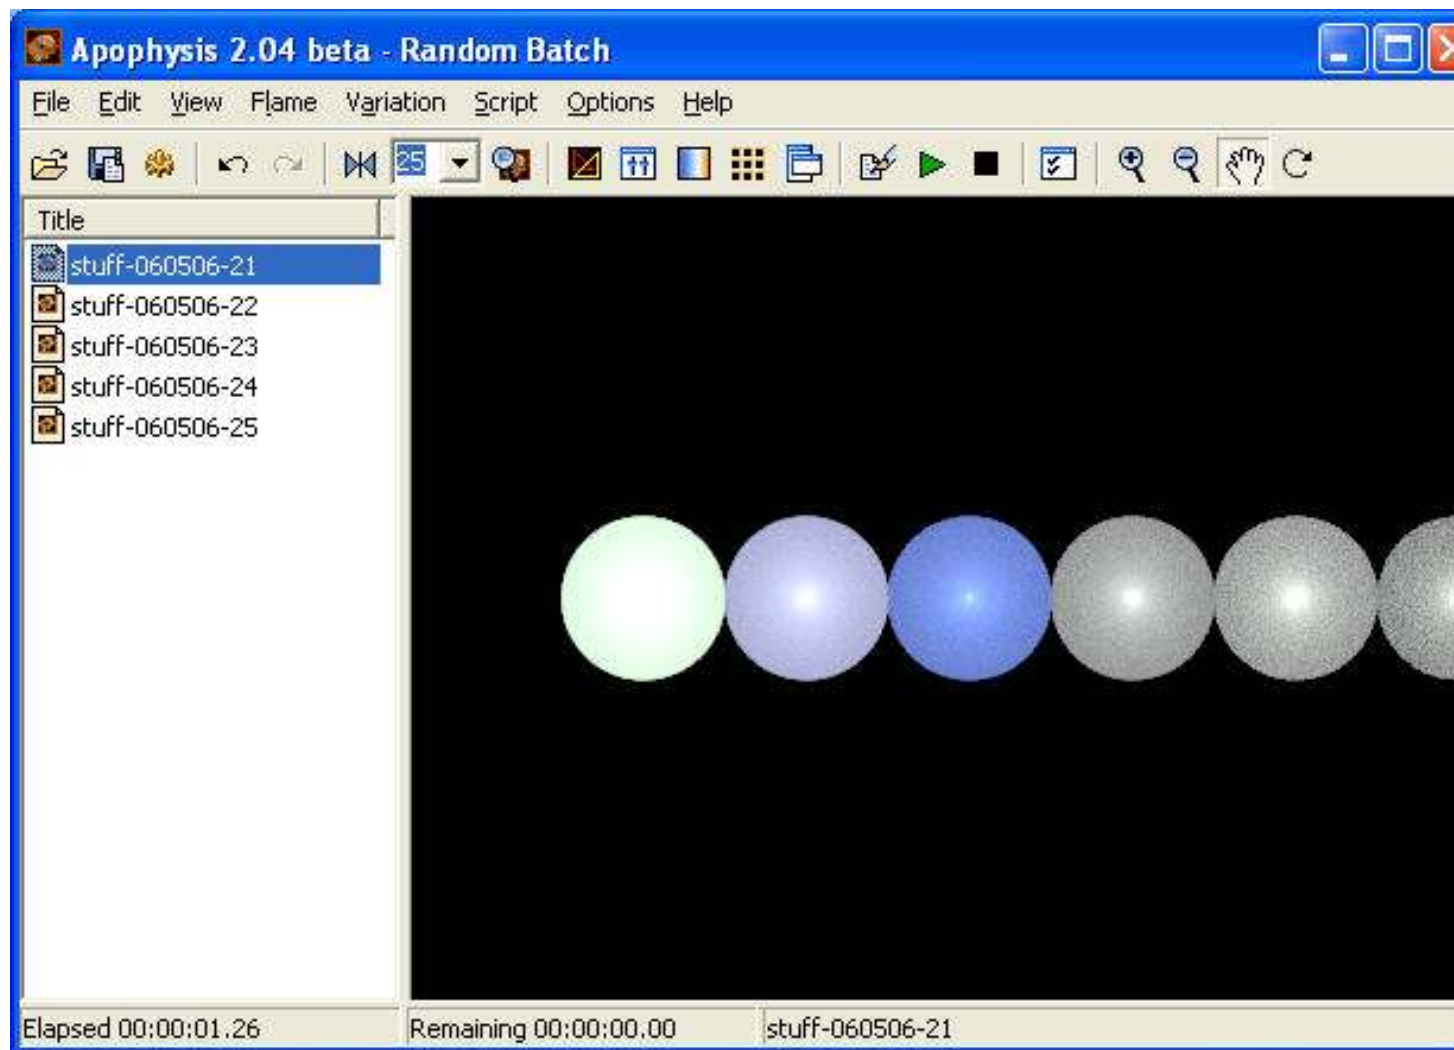 Apophysis 2.04 beta - Random Batch
File Edit View Flame Variation Script Options Help
25
Title
stuff-060506-21
stuff-060506-22
stuff-060506-23
stuff-060506-24
stuff-060506-25
Elapsed 00:00:01.26 Remaining 00:00:00.00 stuff-060506-21